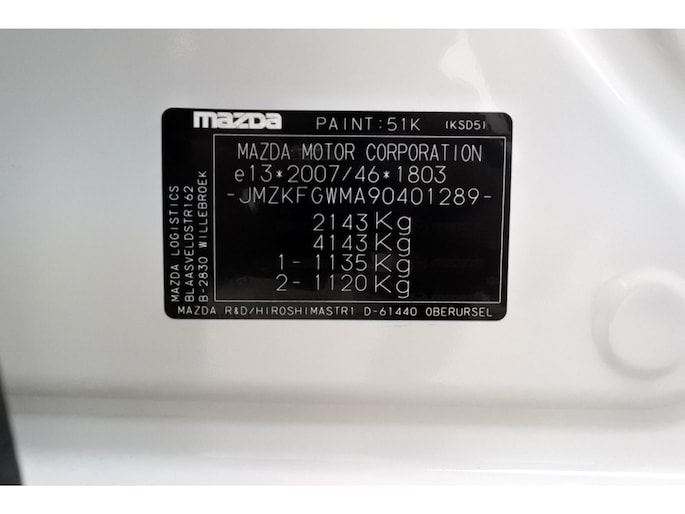 mazda PAINT:51K (KSD5)
MAZDA MOTOR CORPORATION
e13*2007/46*1803
-JMZKFGWMA90401289-
2143Kg
4143Kg
1-1135Kg
2-1120Kg
MAZDA LOGISTICS
BLAASVELDSTR162
B-2830 WILLEBROEK
MAZDA R&D/HIROSHIMASTR1 D-61440 OBERURSEL